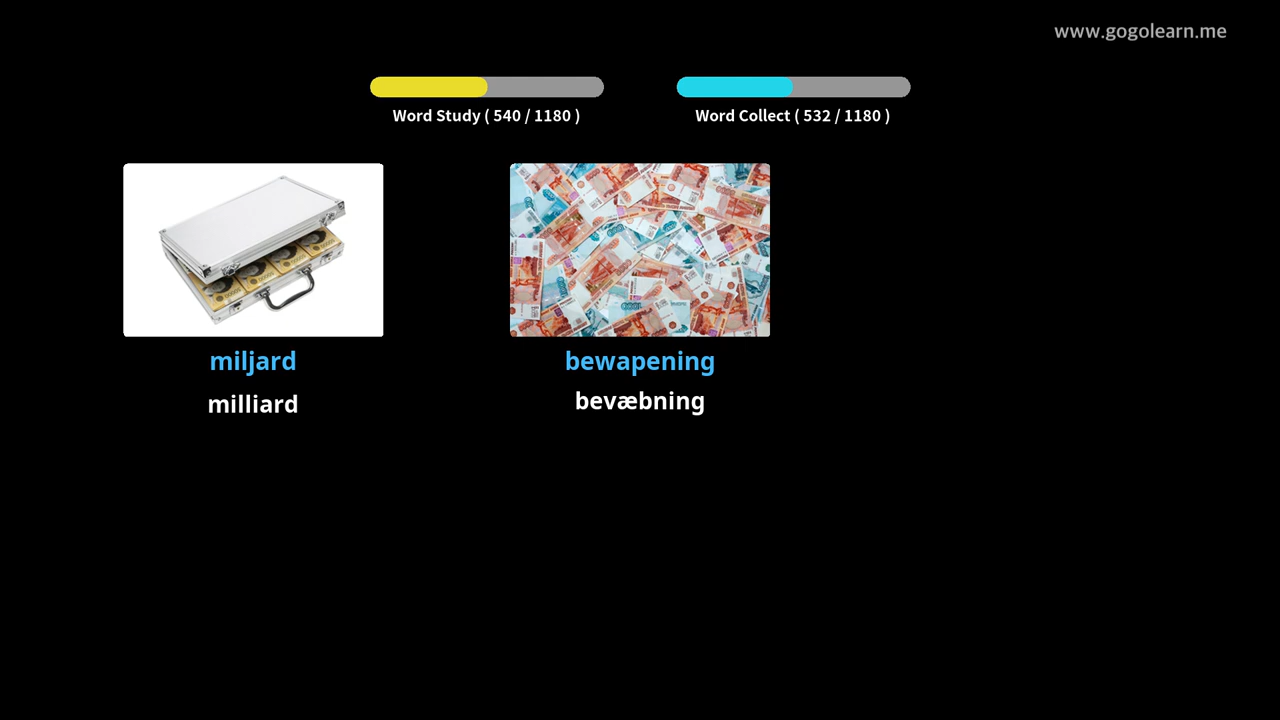 www.gogolearn.me
Word Study ( 540 / 1180 )
Word Collect ( 532 / 1180 )
miljard
bewapening
milliard
bevæbning